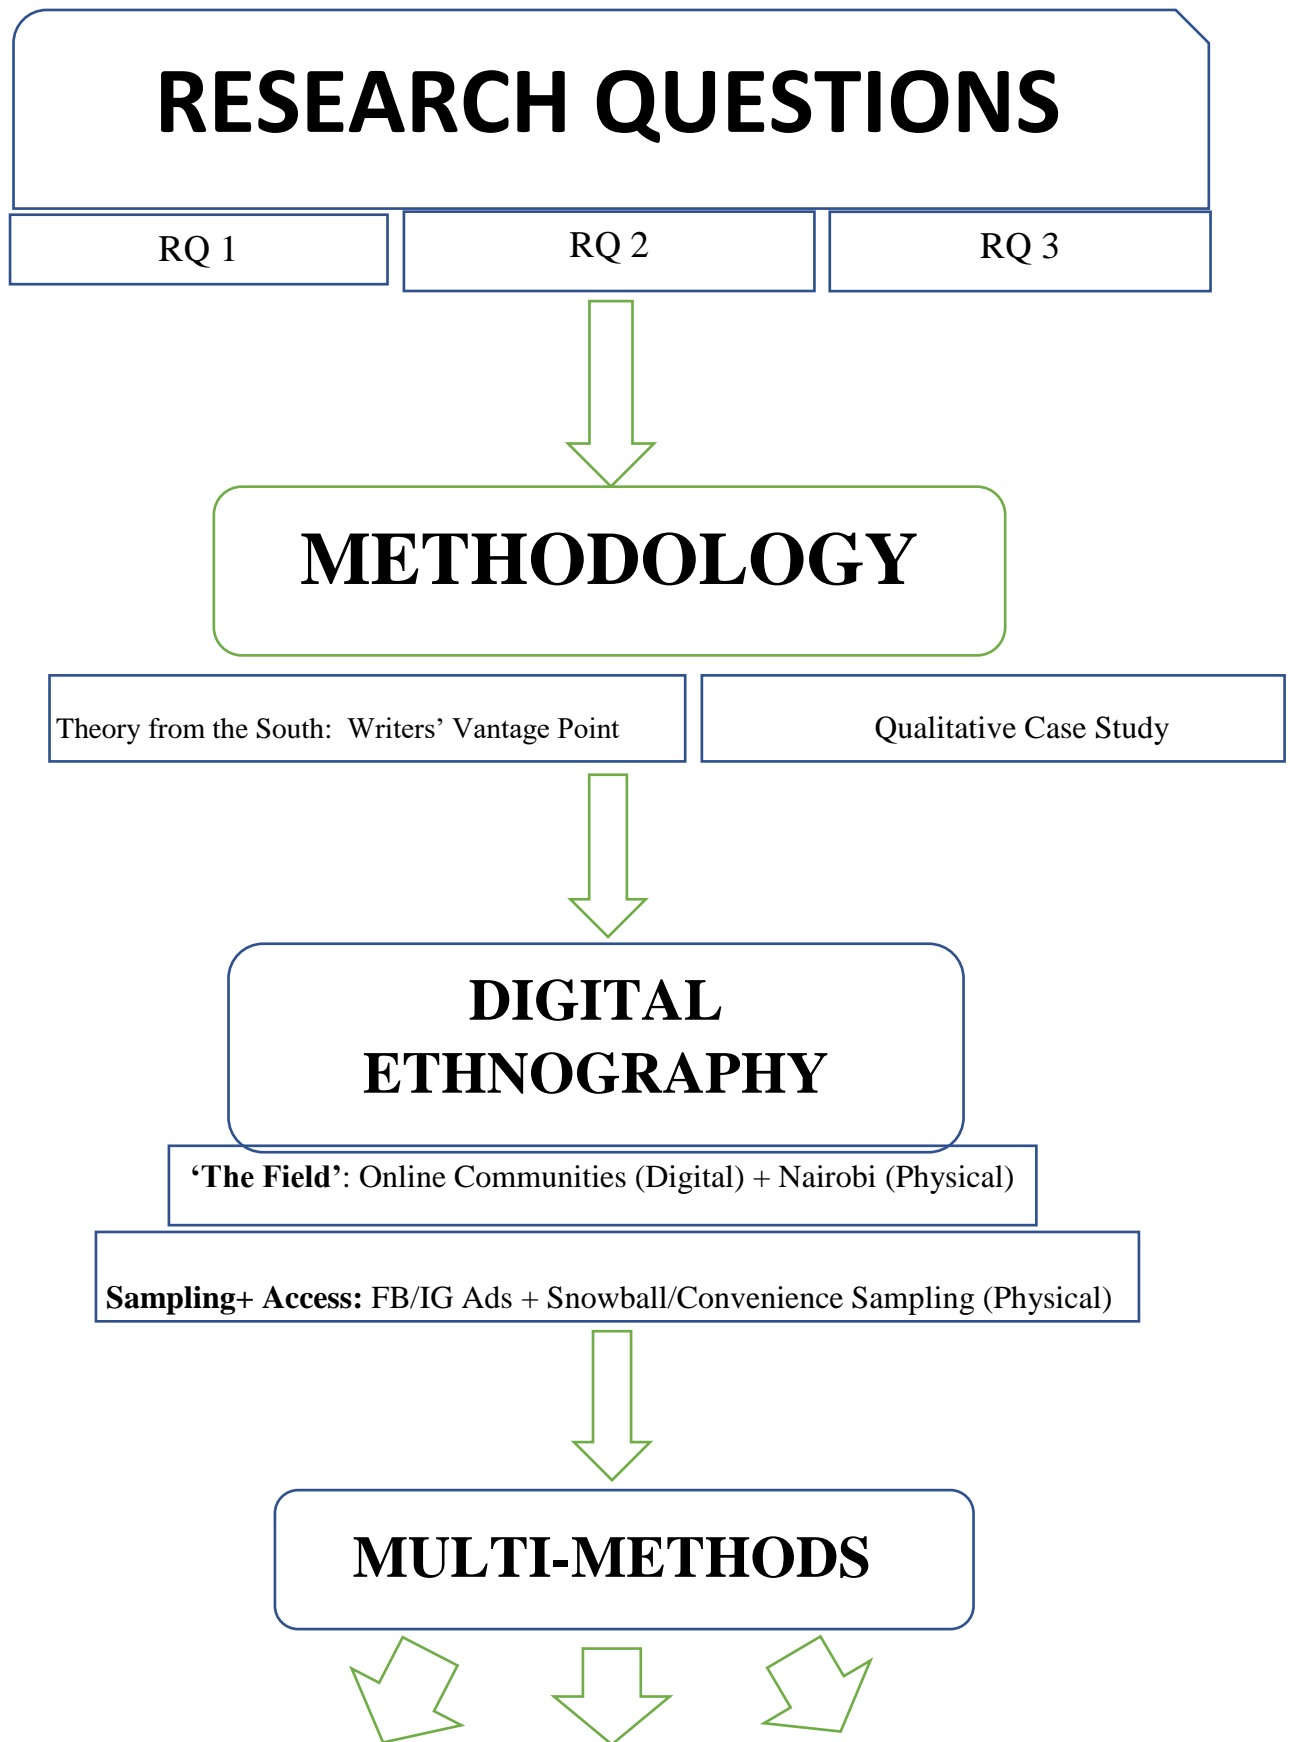 RESEARCH QUESTIONS
RQ 1
RQ 2
RQ 3
METHODOLOGY
Theory from the South:  Writers’ Vantage Point
Qualitative Case Study
DIGITAL
ETHNOGRAPHY
‘The Field’: Online Communities (Digital) + Nairobi (Physical)
Sampling+ Access: FB/IG Ads + Snowball/Convenience Sampling (Physical)
MULTI-METHODS